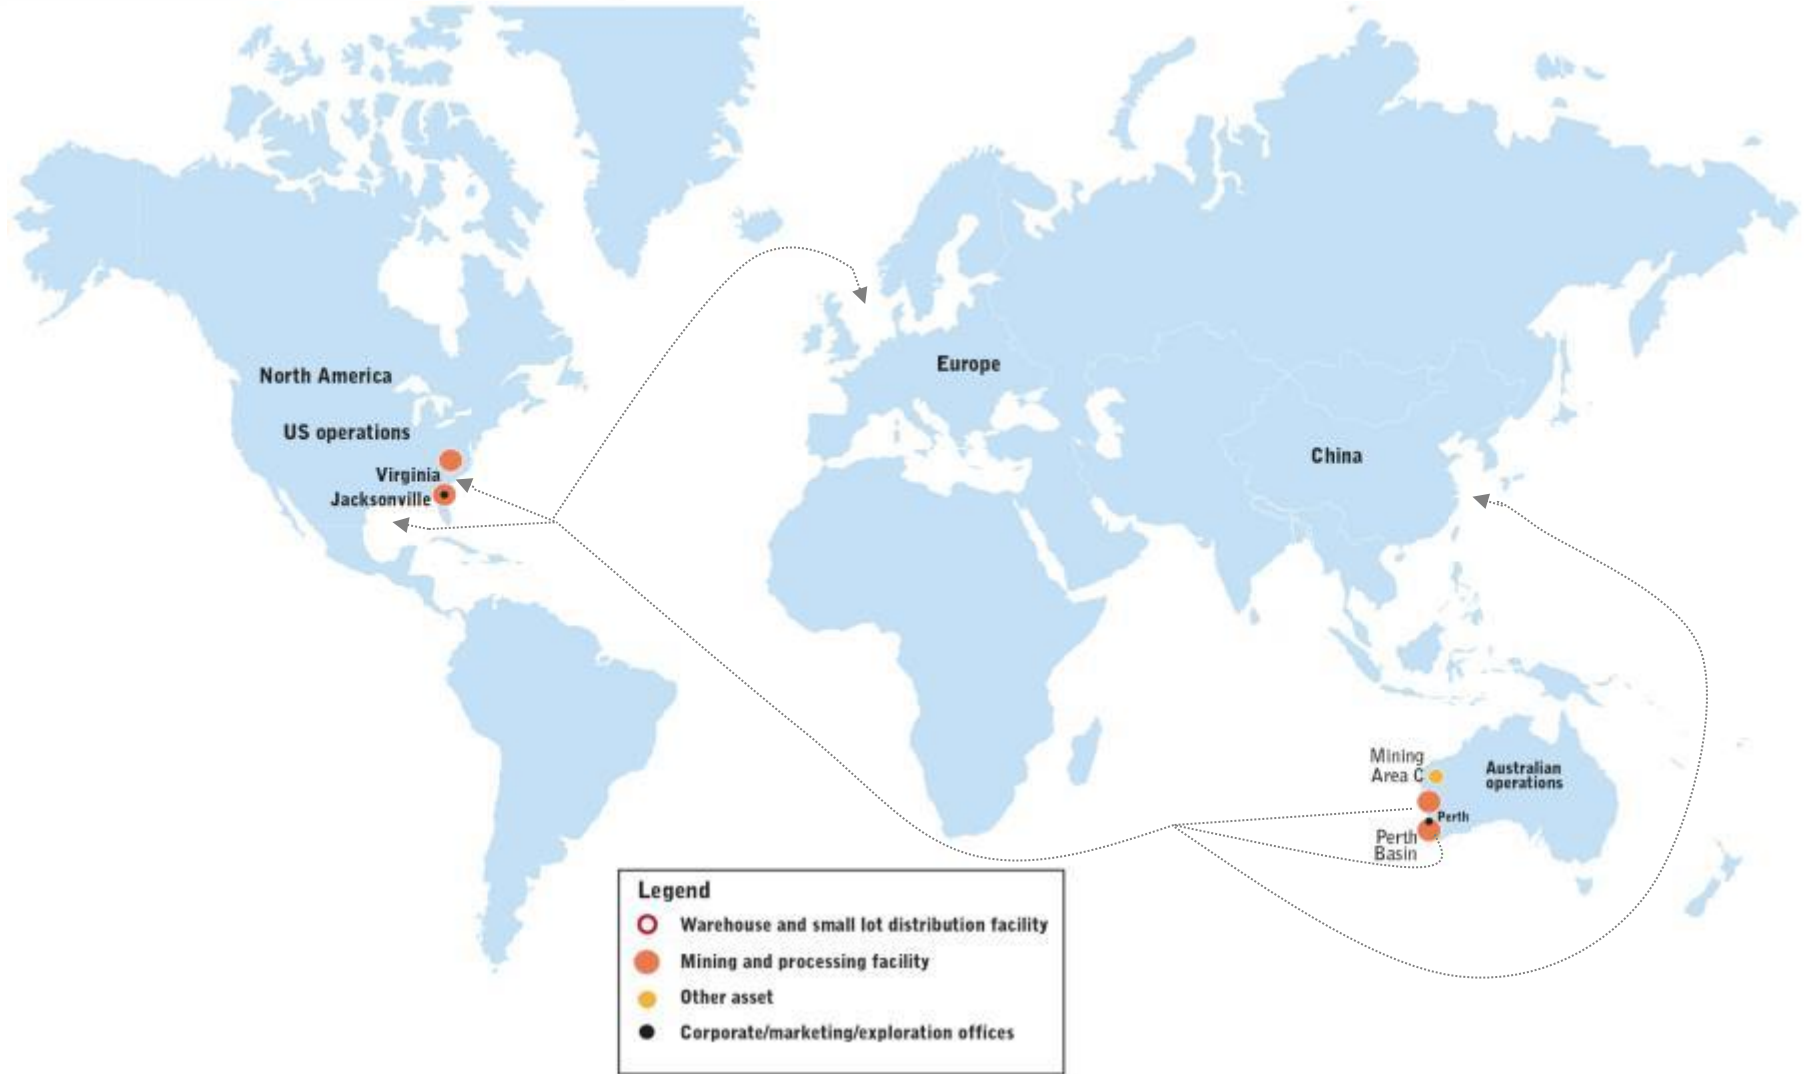 North America
Europe
US operations
China
Virginia
Jacksonville
Mining
Area C
Australian
operations
Perth
Perth
Basin
Legend
Warehouse and small lot distribution facility
Mining and processing facility
Other asset
Corporate/marketing/exploration offices